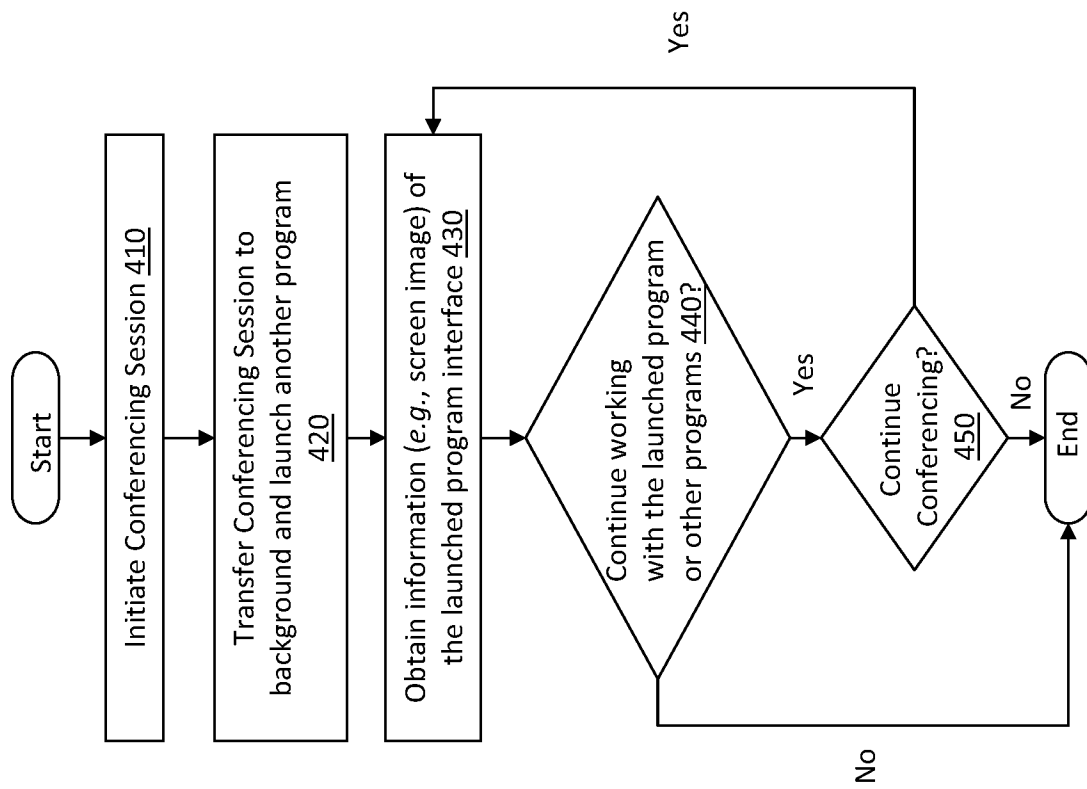 Start
Initiate Conferencing Session 410
Transfer Conferencing Session to
background and launch another program
420
Obtain information (e.g., screen image) of
the launched program interface 430
Continue working
with the launched program
or other programs 440?
Yes
Continue
Conferencing?
450
Yes
No
No
End